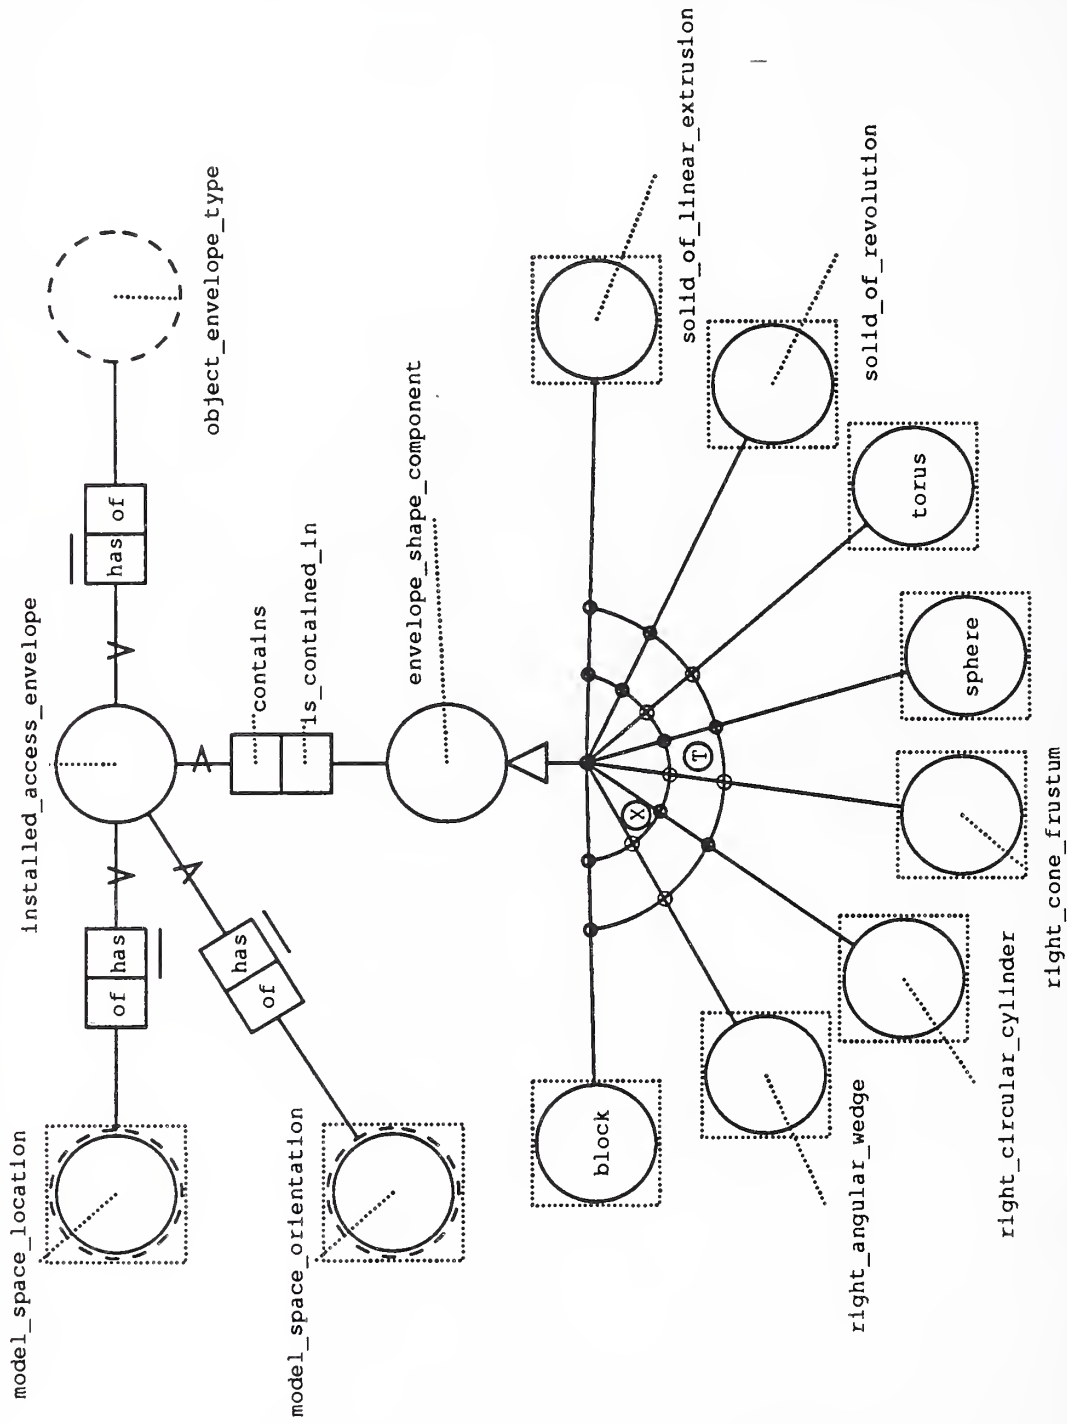 model_space_location
installed_access_envelope
object_envelope_type
of
has
has
of
model_space_orientation
of
has
contains
is_contained_in
envelope_shape_component
block
X
T
solid_of_linear_extrusion
right_angular_wedge
solid_of_revolution
right_circular_cylinder
torus
right_cone_frustum
sphere